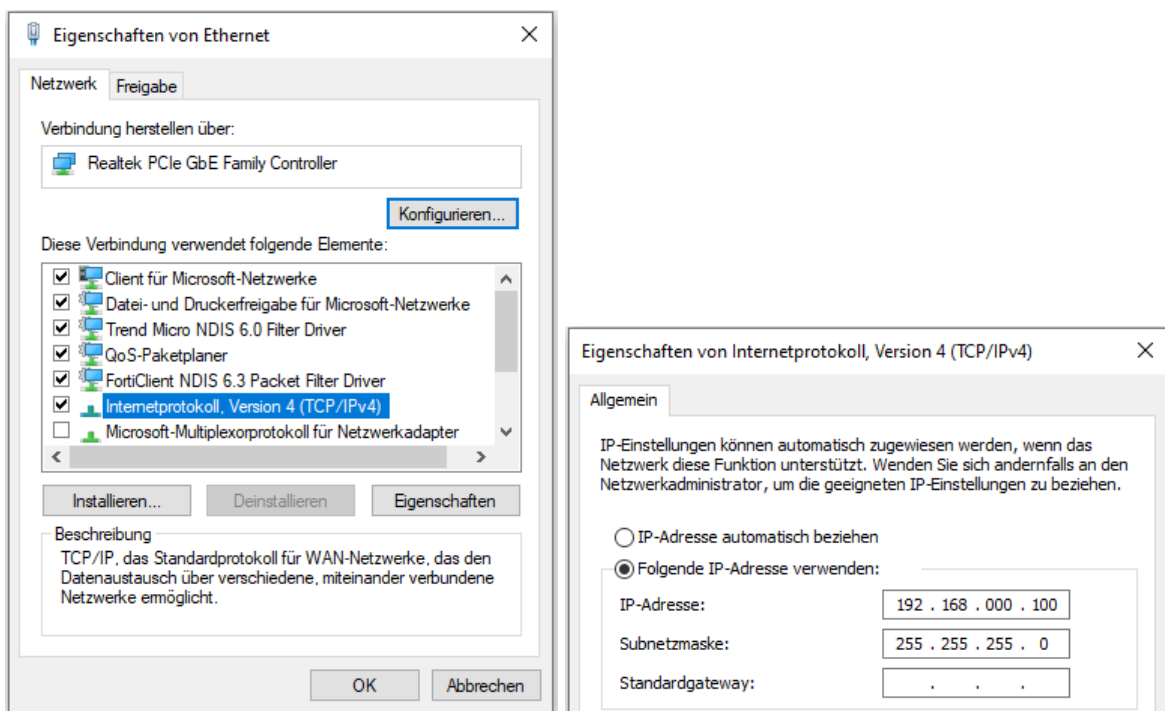 Eigenschaften von Ethernet
Netzwerk Freigabe
Verbindung herstellen über:
Realtek PCIe GbE Family Controller
Konfigurieren...
Diese Verbindung verwendet folgende Elemente:
Client für Microsoft-Netzwerke
Datei- und Druckerfreigabe für Microsoft-Netzwerke
Trend Micro NDIS 6.0 Filter Driver
QoS-Paketplaner
FortiClient NDIS 6.3 Packet Filter Driver
Internetprotokoll, Version 4 (TCP/IPv4)
Microsoft-Multiplexorprotokoll für Netzwerkadapter
Installieren... Deinstallieren Eigenschaften
Beschreibung
TCP/IP, das Standardprotokoll für WAN-Netzwerke, das den
Datenaustausch über verschiedene, miteinander verbundene
Netzwerke ermöglicht.
OK Abbrechen
Eigenschaften von Internetprotokoll, Version 4 (TCP/IPv4)
Allgemein
IP-Einstellungen können automatisch zugewiesen werden, wenn das
Netzwerk diese Funktion unterstützt. Wenden Sie sich andernfalls an den
Netzwerkadministrator, um die geeigneten IP-Einstellungen zu beziehen.
IP-Adresse automatisch beziehen
Folgende IP-Adresse verwenden:
IP-Adresse: 192 . 168 . 000 . 100
Subnetzmaske: 255 . 255 . 255 . 0
Standardgateway: . . .